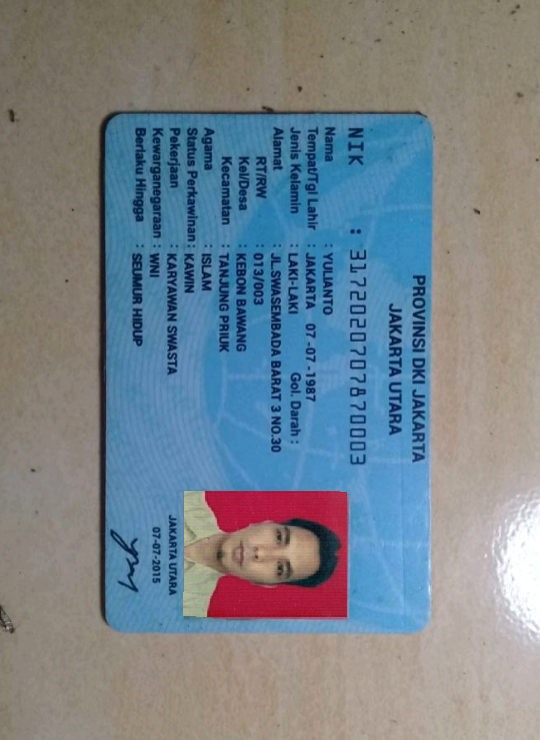 PROVINSI DKI JAKARTA
JAKARTA UTARA
NIK : 3172020707870003
Nama : YULIANTO
Tempat/Tgl Lahir : JAKARTA 07-07-1987
Jenis Kelamin : LAKI-LAKI Gol. Darah :
Alamat : JL.SWASEMBADA BARAT 3 NO.30
RT/RW : 013/003
Kel/Desa : KEBON BAWANG
Kecamatan : TANJUNG PRIUK
Agama : ISLAM
Status Perkawinan : KAWIN
Pekerjaan : KARYAWAN SWASTA
Kewarganegaraan : WNI
Berlaku Hingga : SEUMUR HIDUP
JAKARTA UTARA
07-07-2015